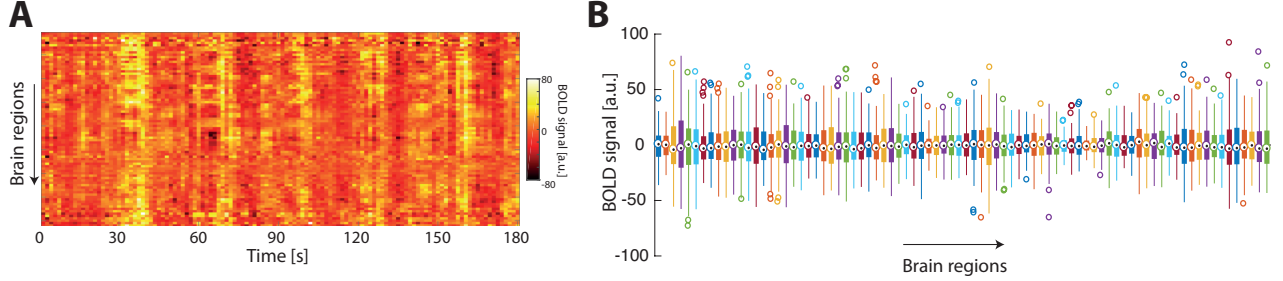 A
Brain regions
0 30 60 90 120 150 180
Time [s]
80
0
-80
BOLD signal [a.u.]
B
BOLD signal [a.u.]
100
50
0
-50
-100
Brain regions